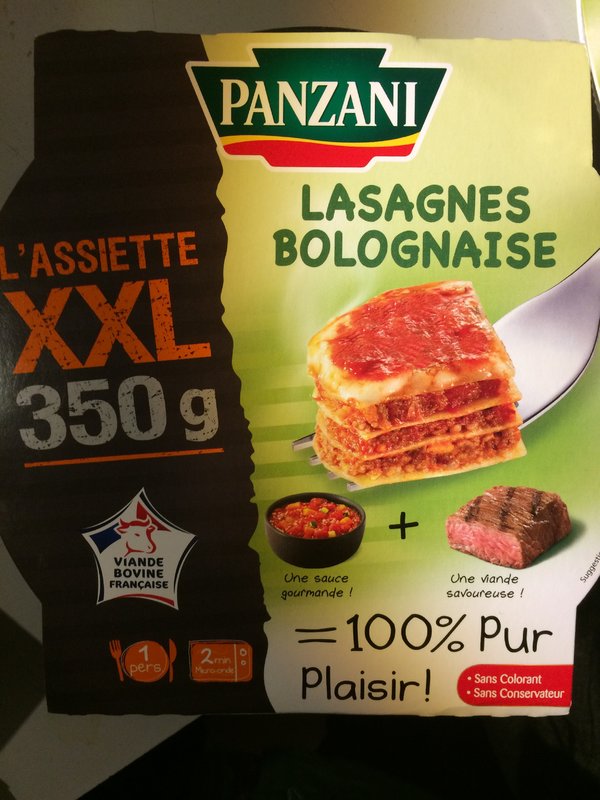 PANZANI
LASAGNES
BOLOGNAISE
L'ASSIETTE
XXL
350 g
VIANDE
BOVINE
FRANÇAISE
Une sauce
gourmande !
+
Une viande
savoureuse !
= 100% Pur
Plaisir!
1
pers
2 min
Micro-onde
• Sans Colorant
• Sans Conservateur